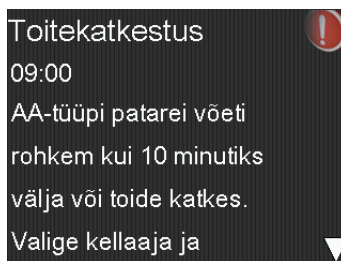 Toitekatkestus
09:00
AA-tüüpi patarei võeti
rohkem kui 10 minutiks
välja või toide katkes.
Valige kellaaja ja